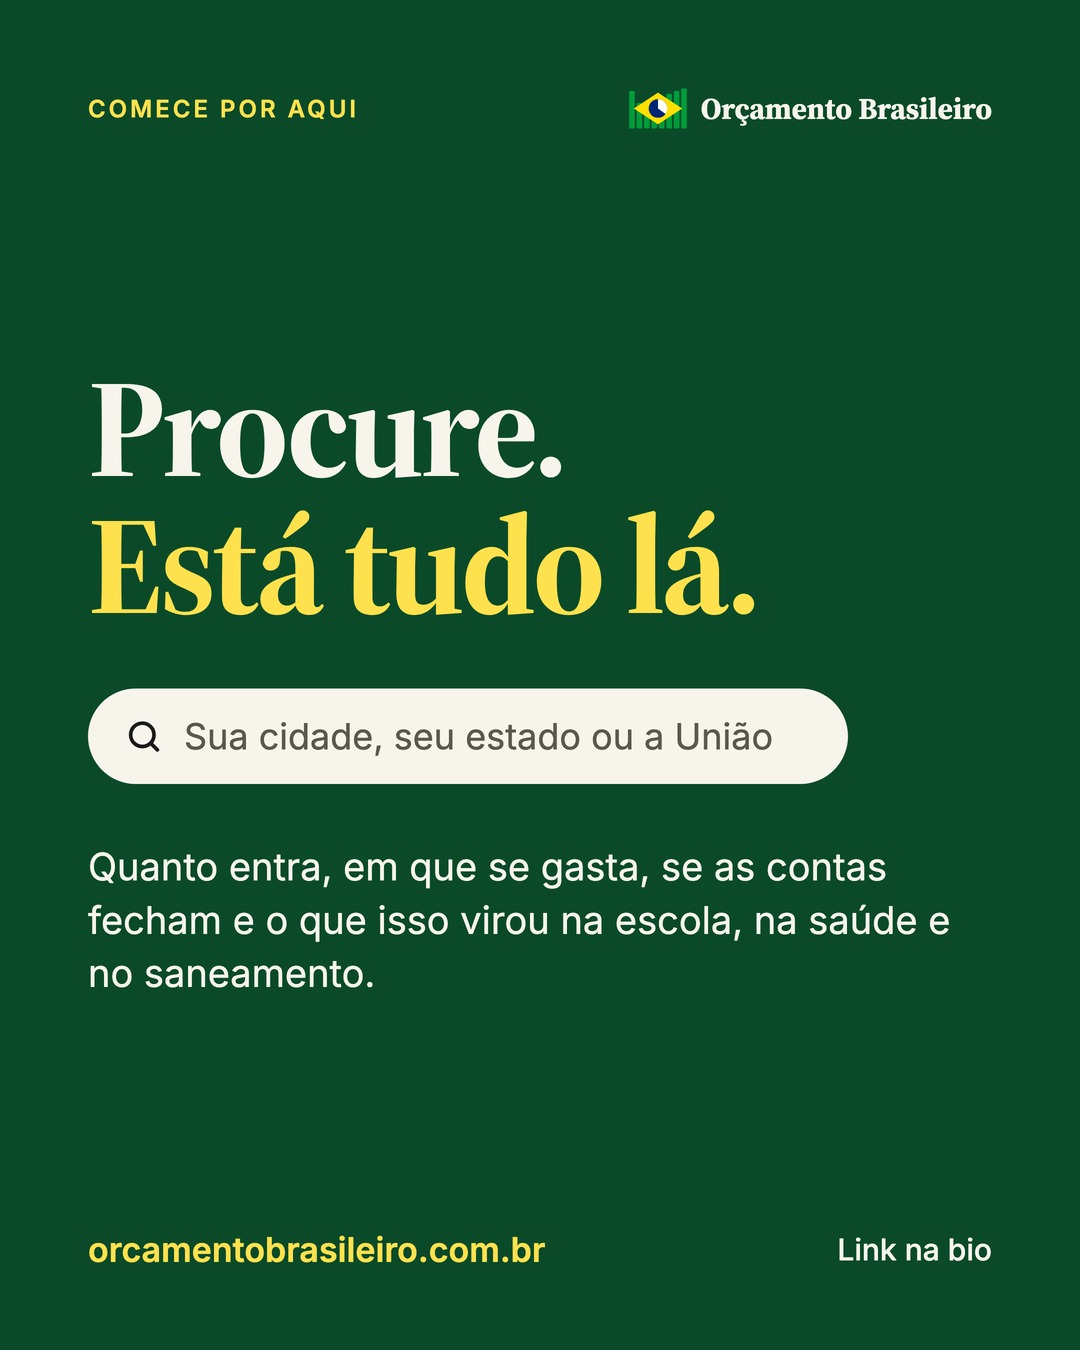 COMECE POR AQUI
Orçamento Brasileiro
Procure.
Está tudo lá.
Sua cidade, seu estado ou a União
Quanto entra, em que se gasta, se as contas
fecham e o que isso virou na escola, na saúde e
no saneamento.
orcamentobrasileiro.com.br
Link na bio